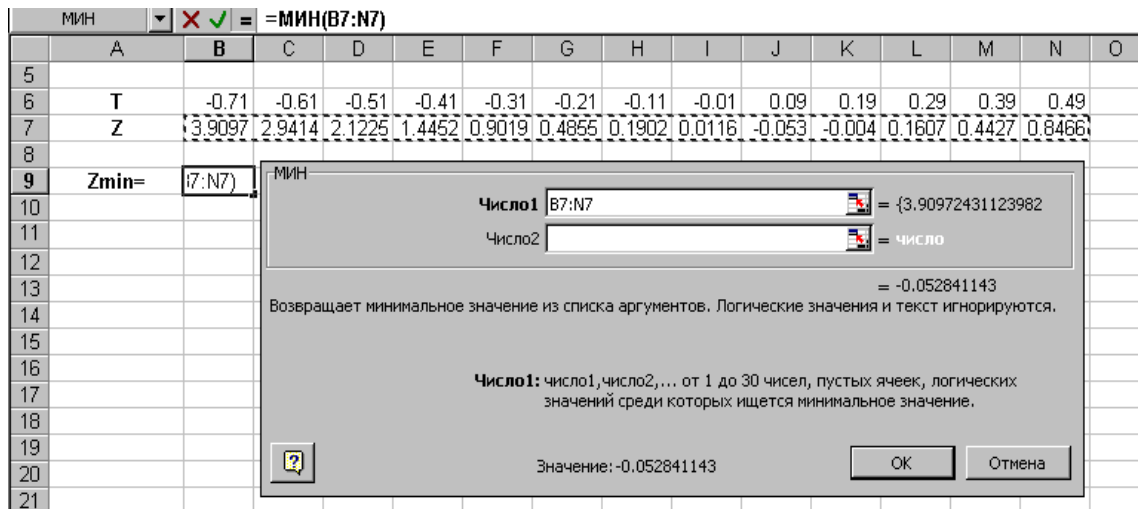 МИН = =МИН(B7:N7)
A B C D E F G H I J K L M N O
5
6 T -0.71 -0.61 -0.51 -0.41 -0.31 -0.21 -0.11 -0.01 0.09 0.19 0.29 0.39 0.49
7 Z 3.9097 2.9414 2.1225 1.4452 0.9019 0.4855 0.1902 0.0116 -0.053 -0.004 0.1607 0.4427 0.8466
8
9 Zmin= 7:N7) МИН
10 Число1 B7:N7 = {3.90972431123982
11 Число2 = число
12
13 = -0.052841143
14 Возвращает минимальное значение из списка аргументов. Логические значения и текст игнорируются.
15
16
17 Число1: число1,число2,... от 1 до 30 чисел, пустых ячеек, логических
значений среди которых ищется минимальное значение.
18
19
20 Значение:-0.052841143 ОК Отмена
21